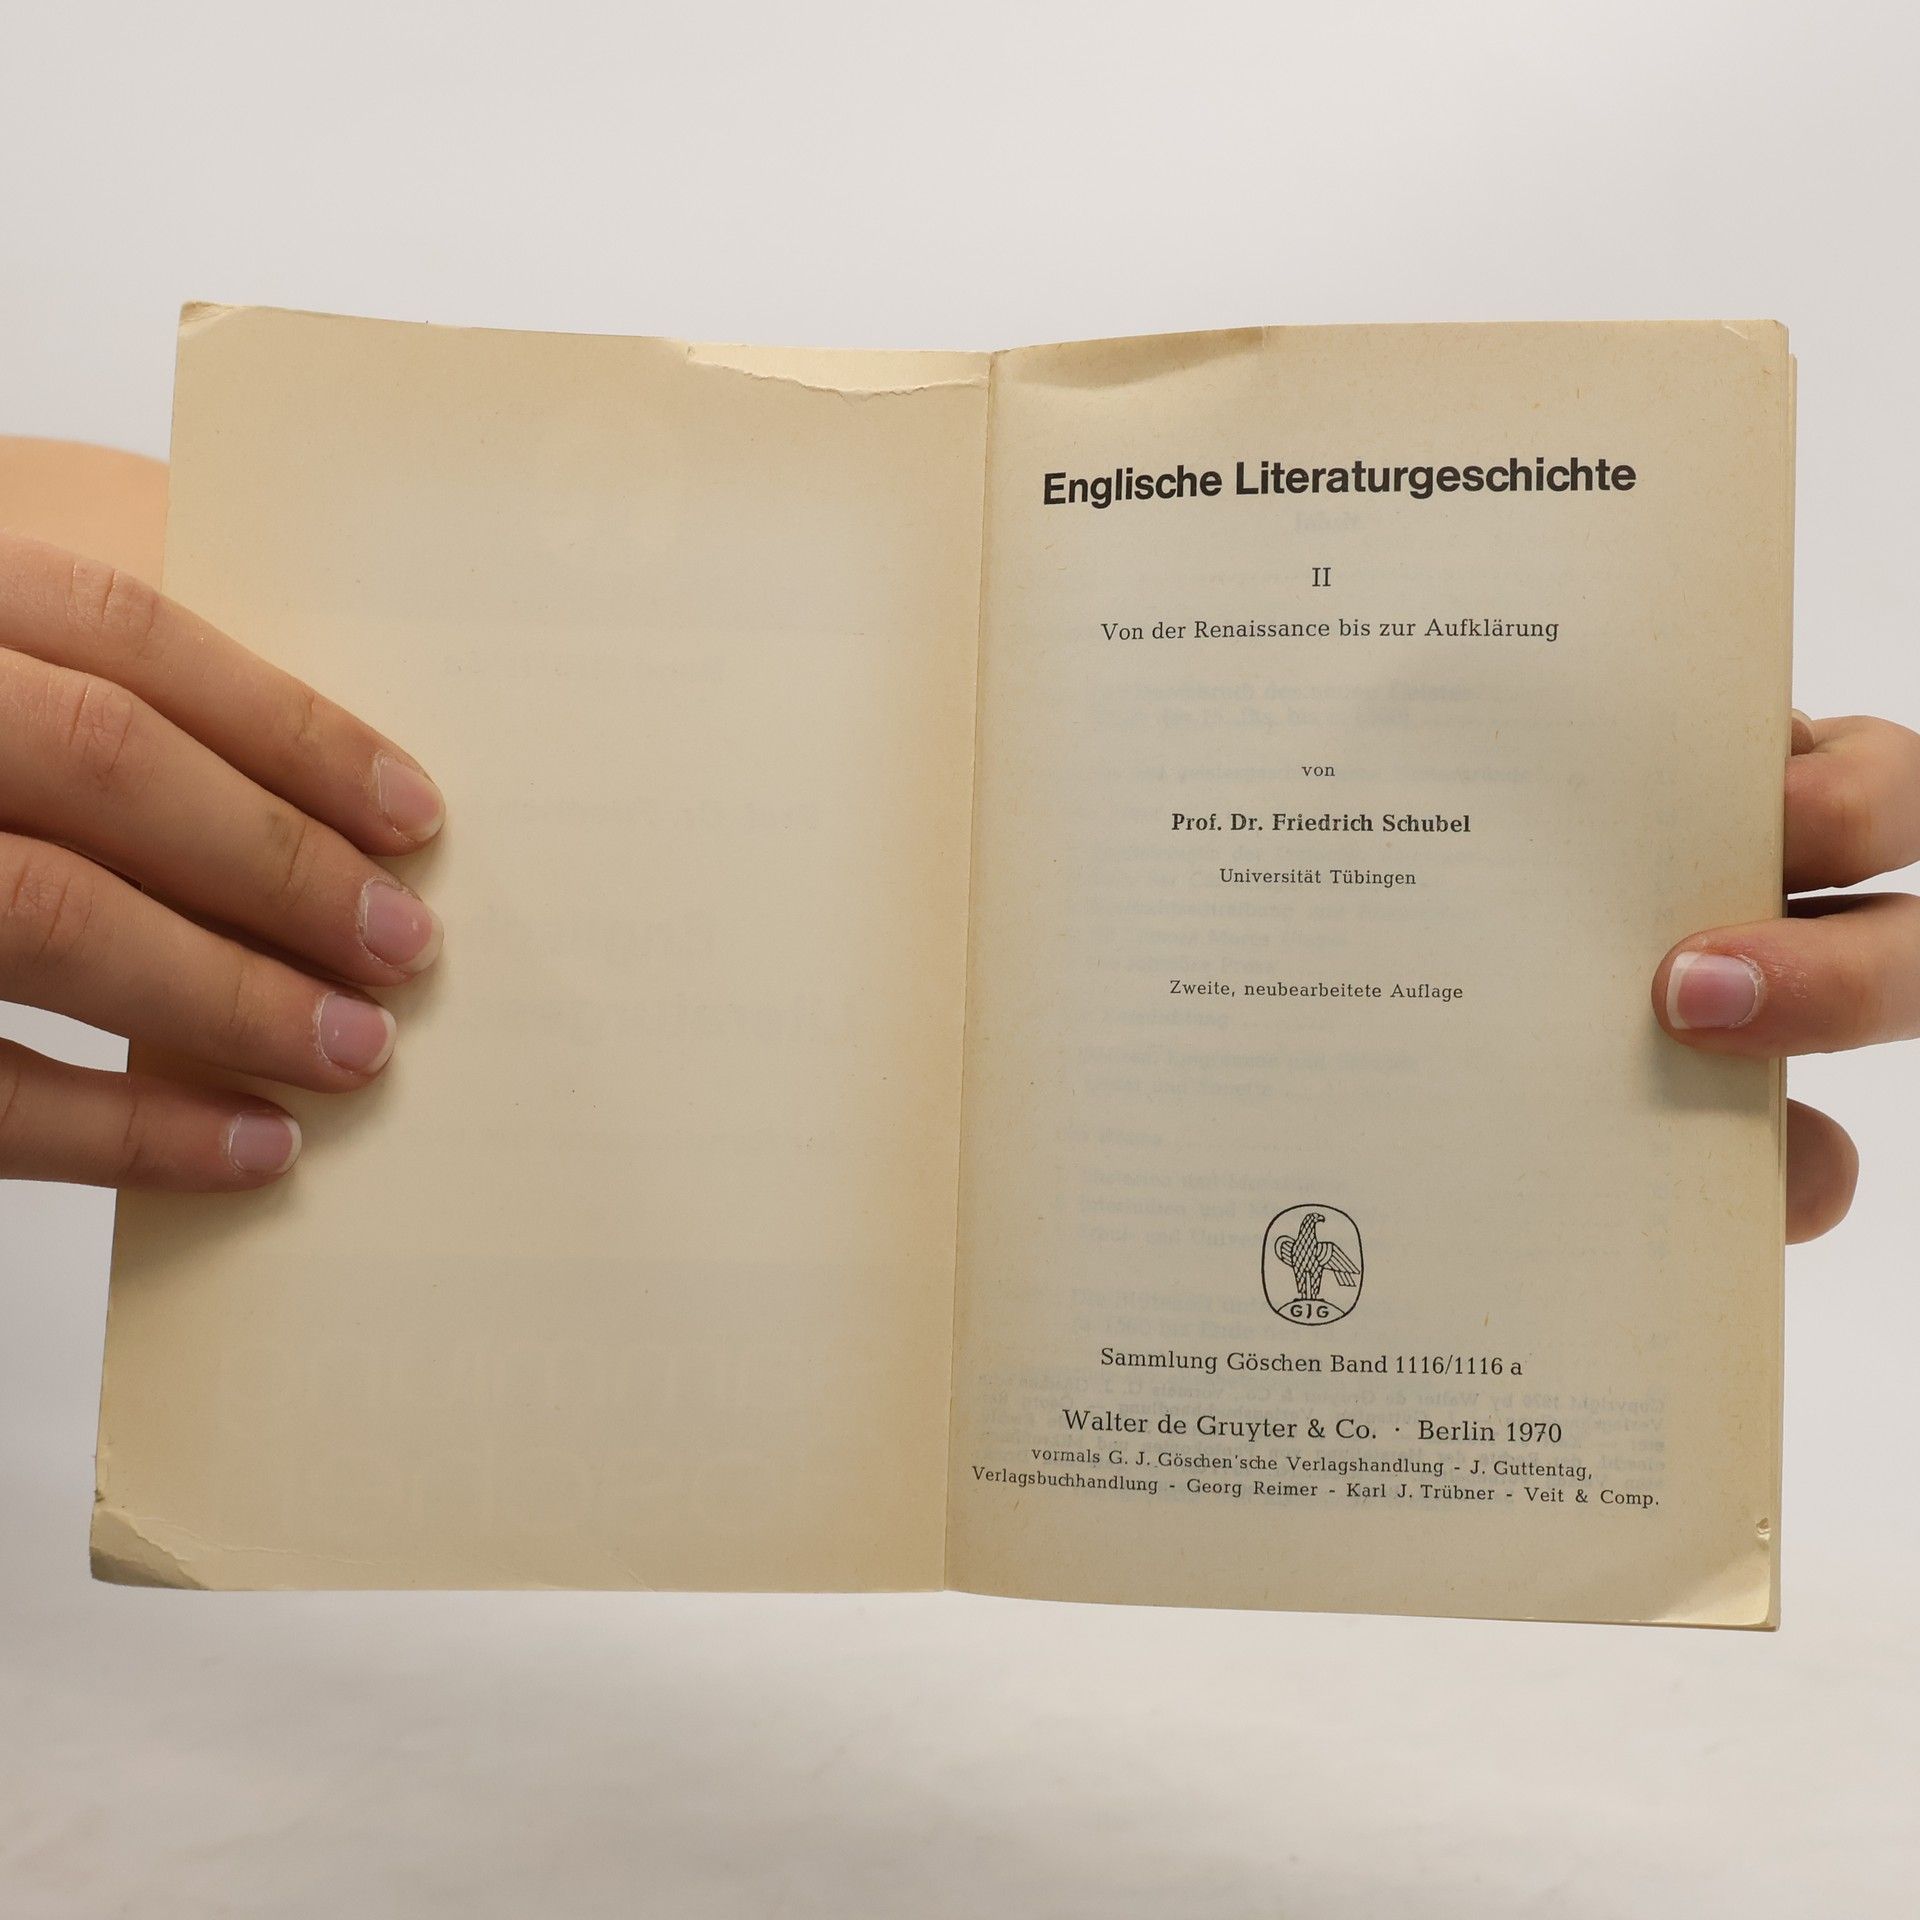 Englische Literaturgeschichte
II
Von der Renaissance bis zur Aufklärung
von
Prof. Dr. Friedrich Schubel
Universität Tübingen
Zweite, neubearbeitete Auflage
GJG
Sammlung Göschen Band 1116/1116 a
Walter de Gruyter & Co. · Berlin 1970
vormals G. J. Göschen'sche Verlagshandlung - J. Guttentag,
Verlagsbuchhandlung - Georg Reimer - Karl J. Trübner - Veit & Comp.